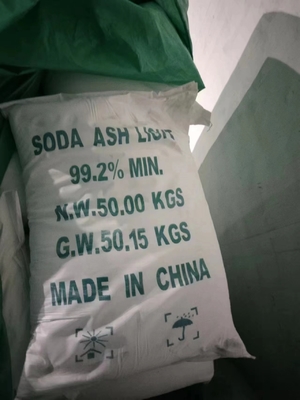 SODA ASH LIGHT
99.2% MIN.
N.W.50.00 KGS
G.W.50.15 KGS
MADE IN CHINA